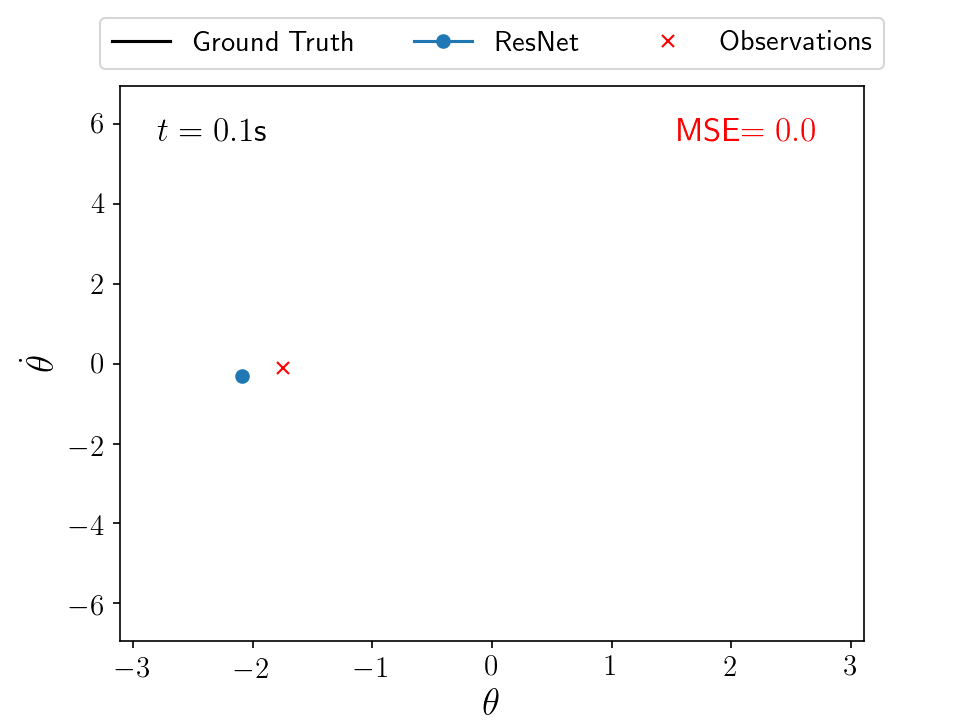 Ground Truth ResNet Observations
t = 0.1s MSE= 0.0
6
4
2
0
−2
−4
−6
θ̇
−3 −2 −1 0 1 2 3
θ